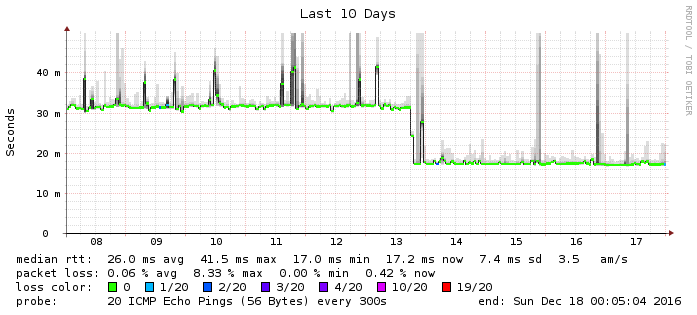 Last 10 Days
RRDTOOL / TOBI OETIKER
Seconds
40 m
30 m
20 m
10 m
0
08 09 10 11 12 13 14 15 16 17
median rtt: 26.0 ms avg 41.5 ms max 17.0 ms min 17.2 ms now 7.4 ms sd 3.5 am/s
packet loss: 0.06 % avg 8.33 % max 0.00 % min 0.42 % now
loss color: 0 1/20 2/20 3/20 4/20 10/20 19/20
probe: 20 ICMP Echo Pings (56 Bytes) every 300s end: Sun Dec 18 00:05:04 2016